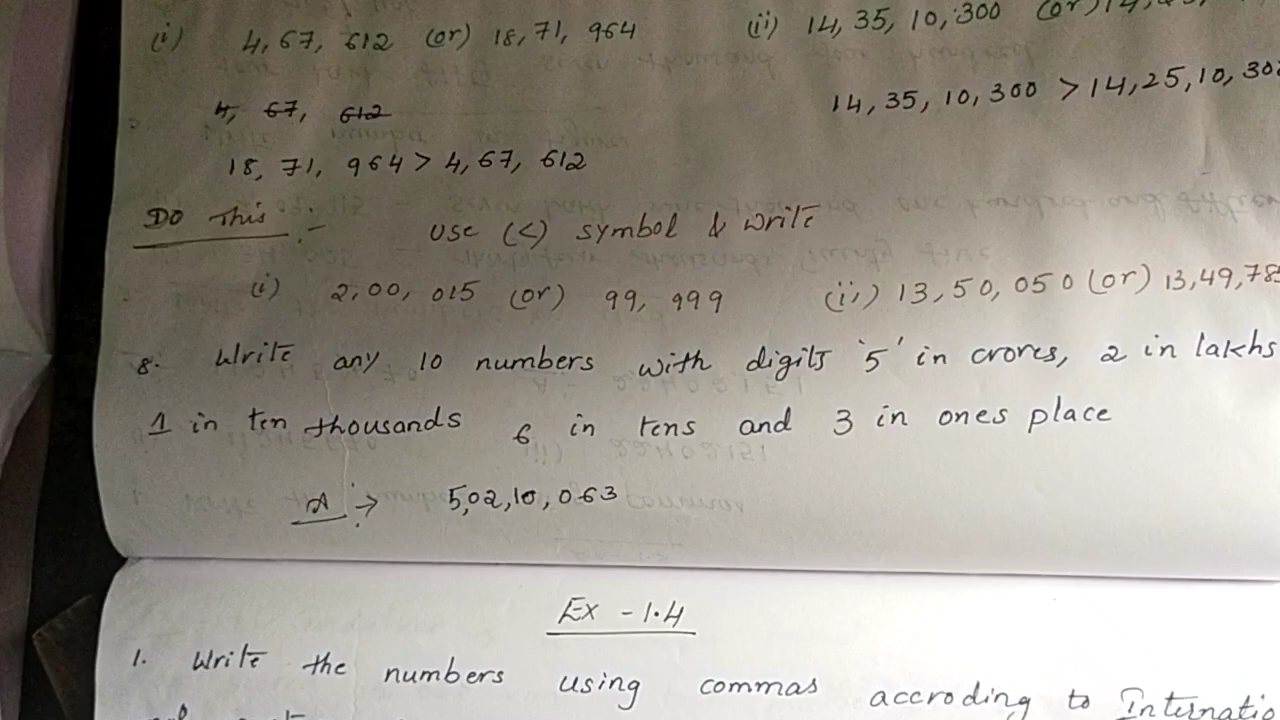 (i) 4,67, 612 (or) 18,71, 964 (ii) 14, 35, 10, 300 (or)
4, 67, 612 14, 35, 10, 300 > 14,25,10,
18, 71, 964 > 4,67, 612
Do This :- Use (<) symbol & write
(i) 2,00, 015 (or) 99, 999 (ii) 13,50,050 (or) 13,49,78
8. Write any 10 numbers with digits '5' in crores, 2 in lakhs
1 in ten thousands 6 in tens and 3 in ones place
A :→ 5,02,10,063
Ex - 1.4
1. Write the numbers using commas accroding to Internatio